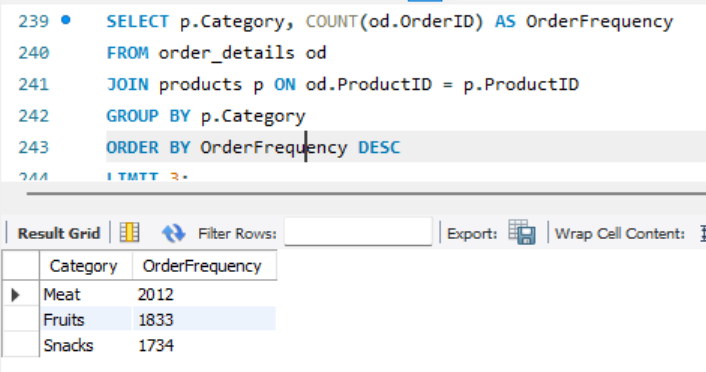 239 SELECT p.Category, COUNT(od.OrderID) AS OrderFrequency
240 FROM order_details od
241 JOIN products p ON od.ProductID = p.ProductID
242 GROUP BY p.Category
243 ORDER BY OrderFrequency DESC
244 LIMIT 3;
Result Grid Filter Rows: Export: Wrap Cell Content:
Category OrderFrequency
Meat 2012
Fruits 1833
Snacks 1734